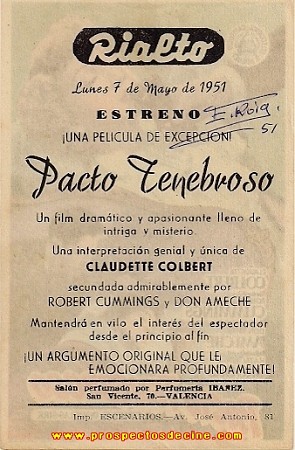 Rialto
Lunes 7 de Mayo de 1951
ESTRENO
E. Roig.
51
¡UNA PELICULA DE EXCEPCION!
Pacto Tenebroso
Un film dramático y apasionante lleno de
intriga y misterio
Una interpretación genial y única de
CLAUDETTE COLBERT
secundada admirablemente por
ROBERT CUMMINGS y DON AMECHE
Mantendrá en vilo el interés del espectador
desde el principio al fin
¡UN ARGUMENTO ORIGINAL QUE LE
EMOCIONARA PROFUNDAMENTE!
Salón perfumado por Perfumería IBAÑEZ.
San Vicente, 70.—VALENCIA
Imp. ESCENARIOS.—Av. José Antonio, 81
www.prospectosdecine.com